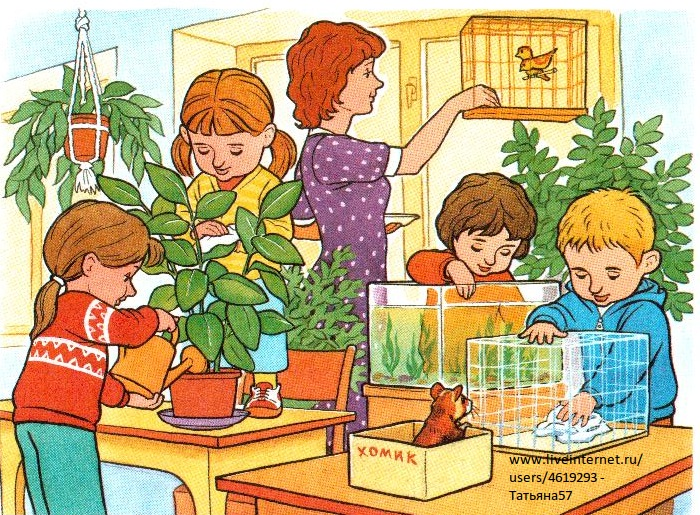 ХОМИК
www.liveinternet.ru/
users/4619293 -
Татьяна57